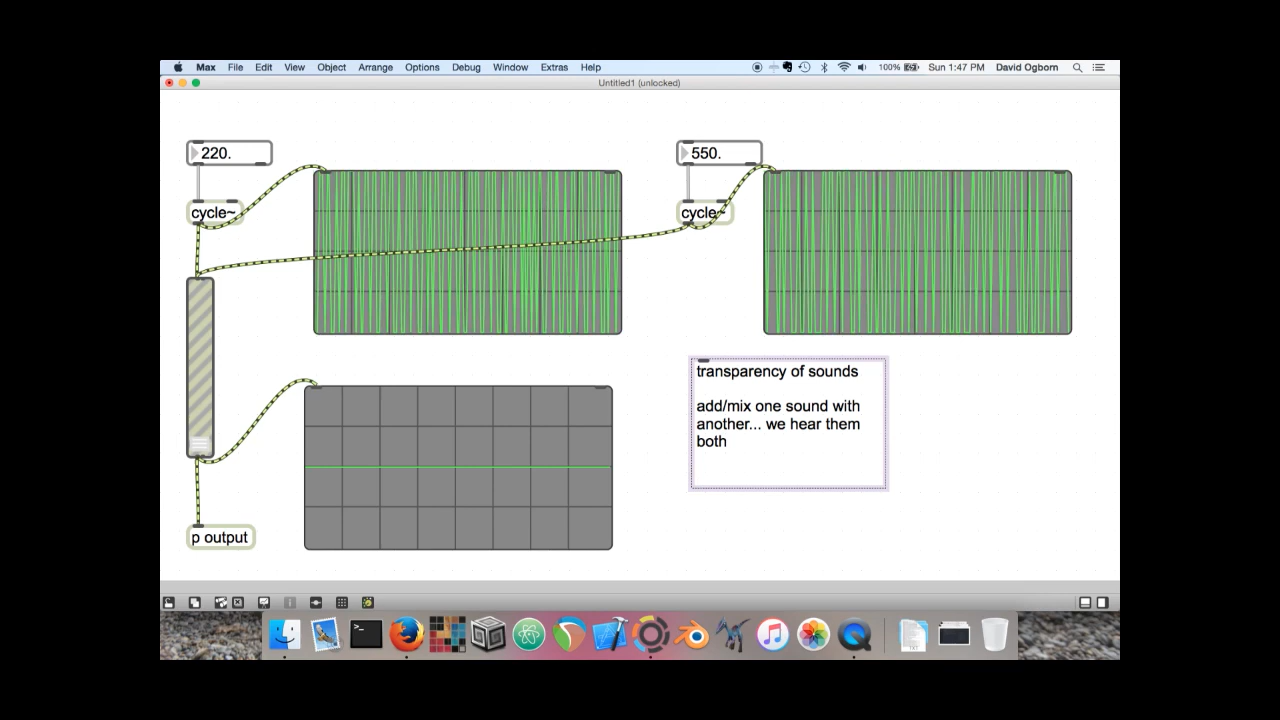 Max File Edit View Object Arrange Options Debug Window Extras Help 100% Sun 1:47 PM David Ogborn
Untitled1 (unlocked)
220.
550.
cycle~
cycle~
transparency of sounds
add/mix one sound with
another... we hear them
both
p output